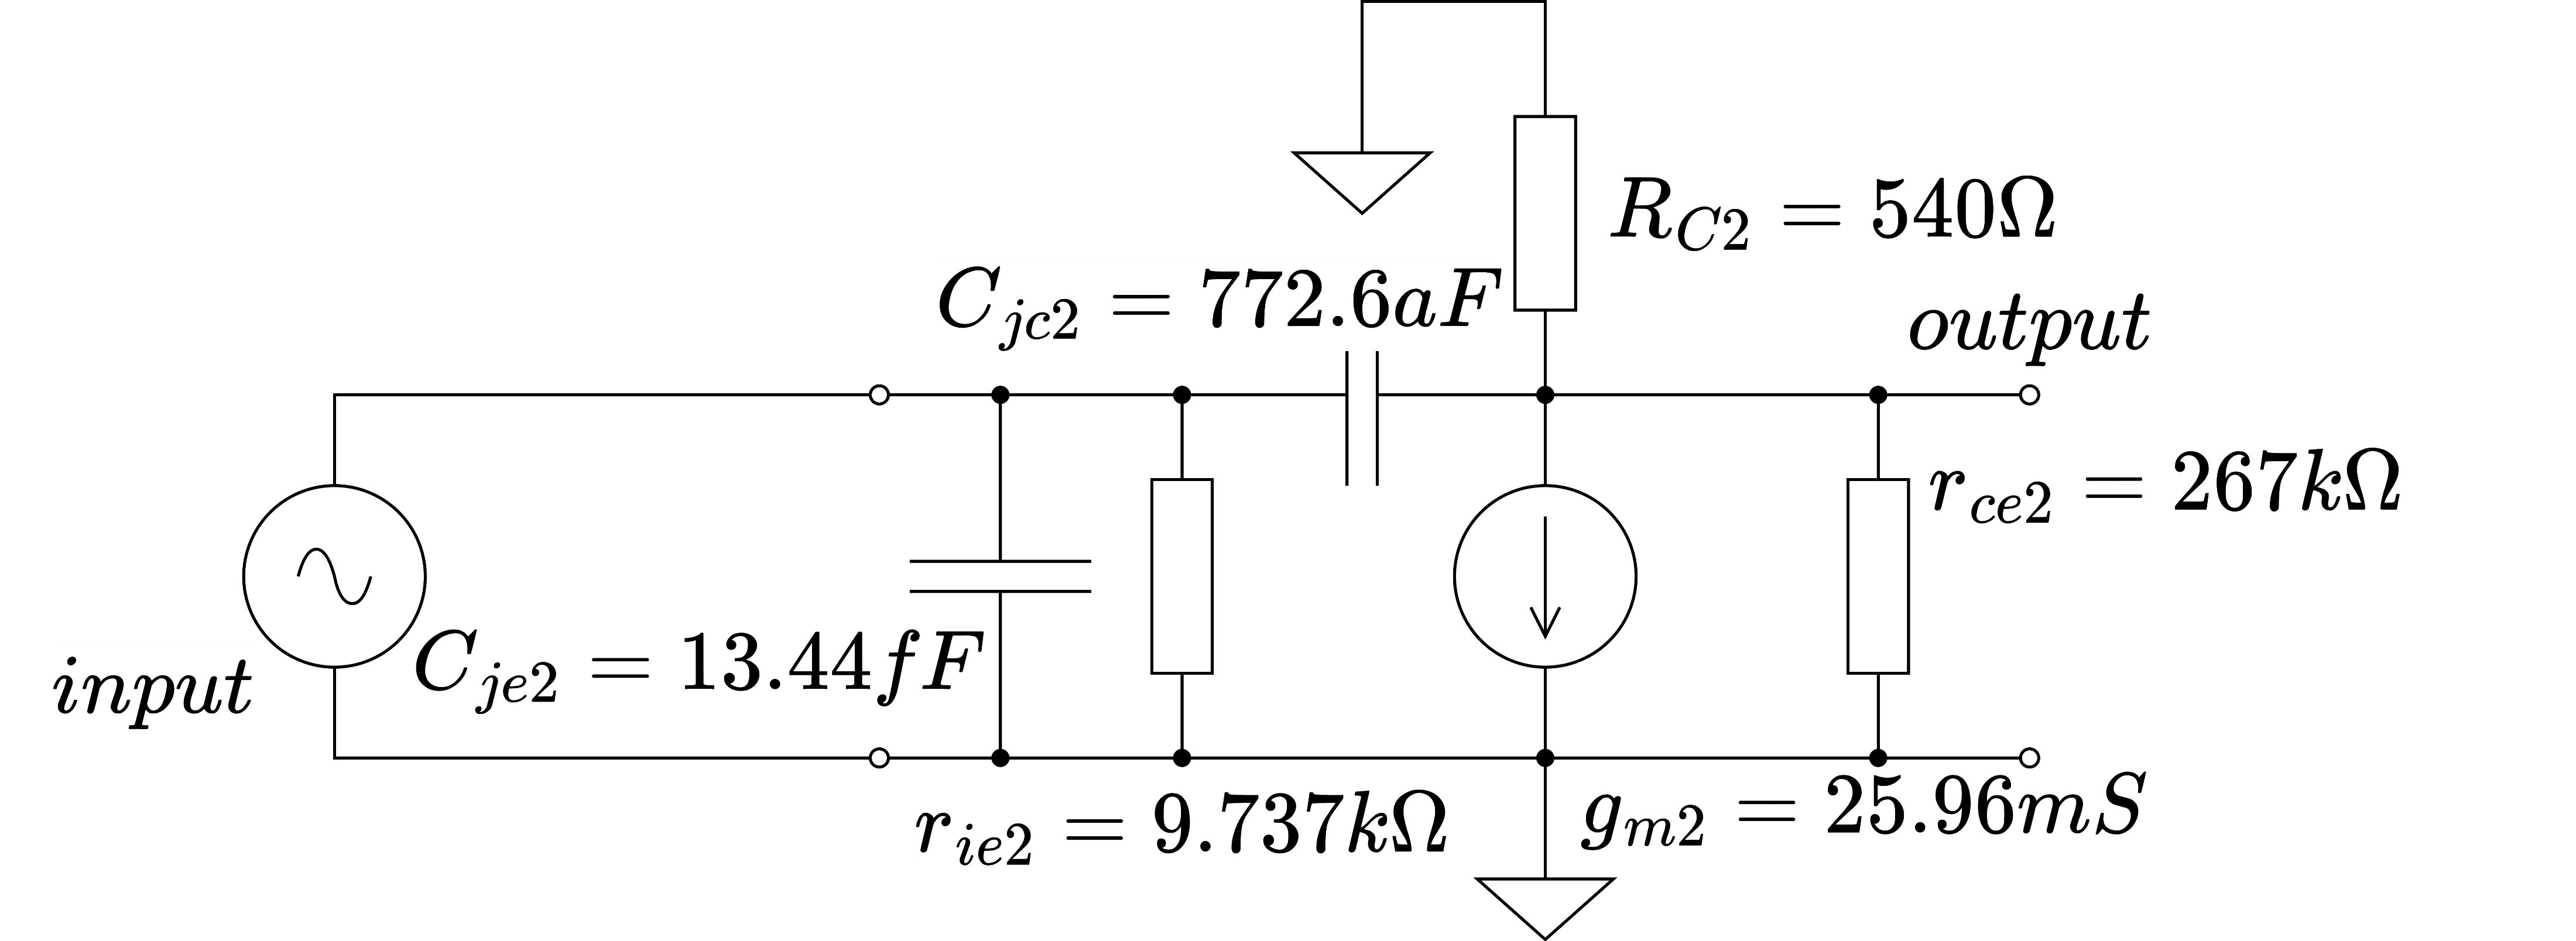 R_{C2} = 540Ω
C_{jc2} = 772.6aF
output
r_{ce2} = 267kΩ
C_{je2} = 13.44fF
input
r_{ie2} = 9.737kΩ
g_{m2} = 25.96mS